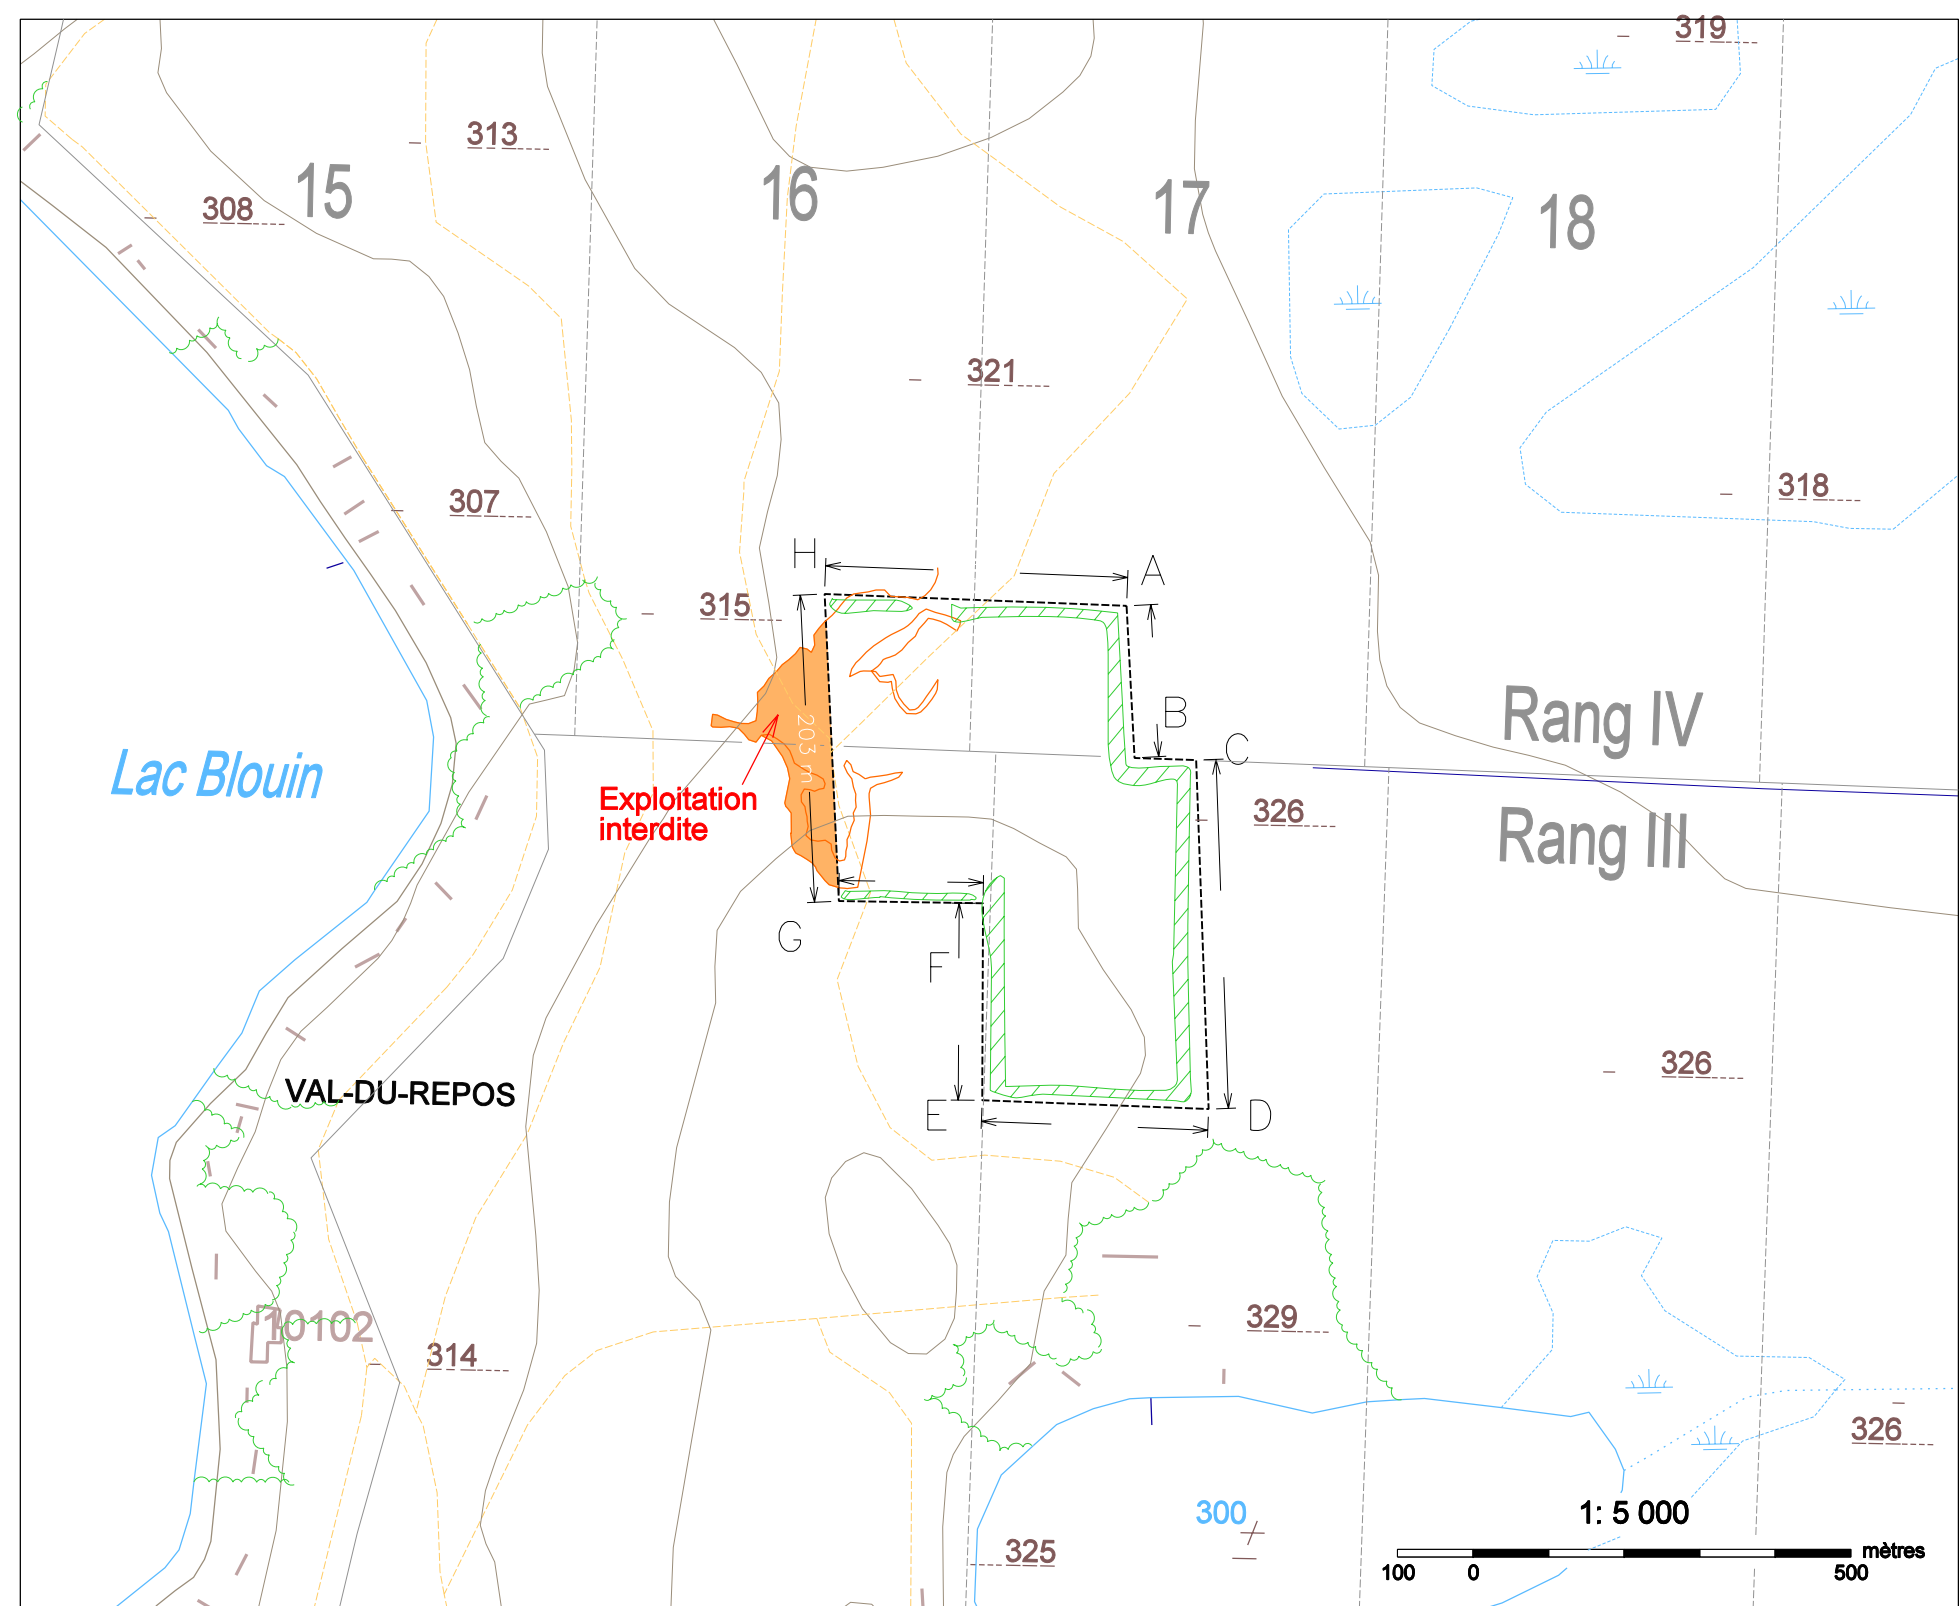 319
313
15
16
17
18
308
321
318
307
H
A
315
B
203 m
C
Rang IV
Lac Blouin
Exploitation
interdite
326
Rang III
G
F
326
VAL-DU-REPOS
E
D
10102
329
314
326
300
1: 5 000
325
mètres
100 0 500